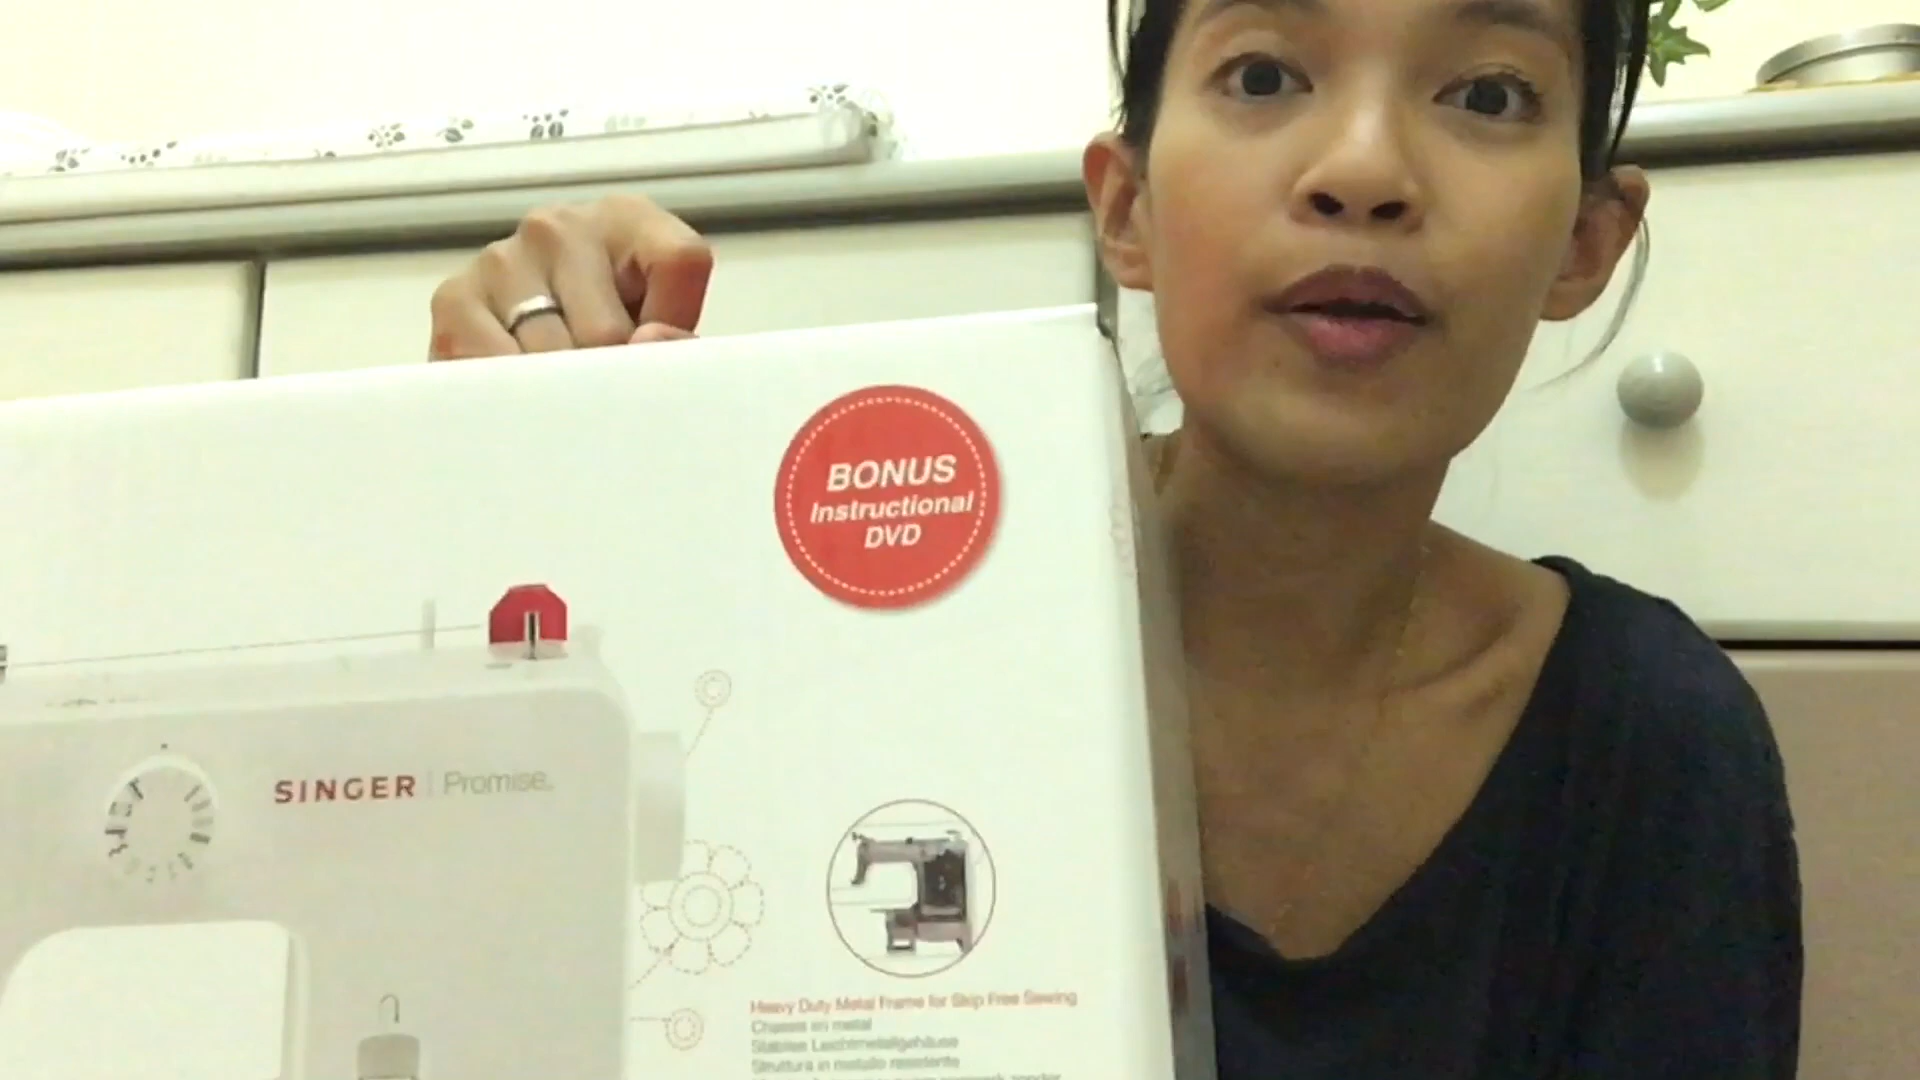 BONUS
Instructional
DVD
SINGER | Promise.
Heavy Duty Metal Frame for Skip Free Sewing
Chassis en metal
Stabiles Leichtmetallgehäuse
Struttura in metallo resistente